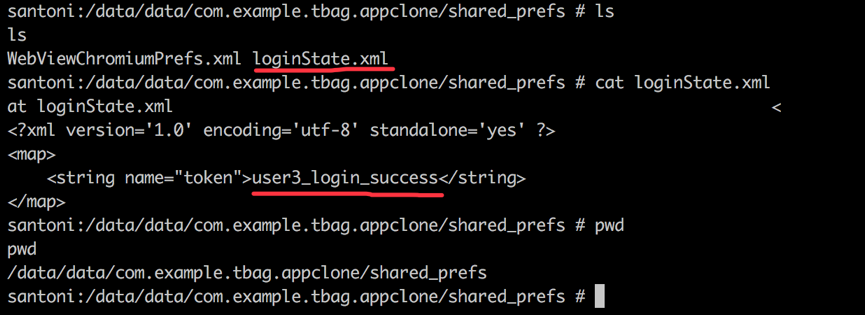 santoni:/data/data/com.example.tbag.appclone/shared_prefs # ls
ls
WebViewChromiumPrefs.xml loginState.xml
santoni:/data/data/com.example.tbag.appclone/shared_prefs # cat loginState.xml
at loginState.xml <
<?xml version='1.0' encoding='utf-8' standalone='yes' ?>
<map>
    <string name="token">user3_login_success</string>
</map>
santoni:/data/data/com.example.tbag.appclone/shared_prefs # pwd
pwd
/data/data/com.example.tbag.appclone/shared_prefs
santoni:/data/data/com.example.tbag.appclone/shared_prefs #